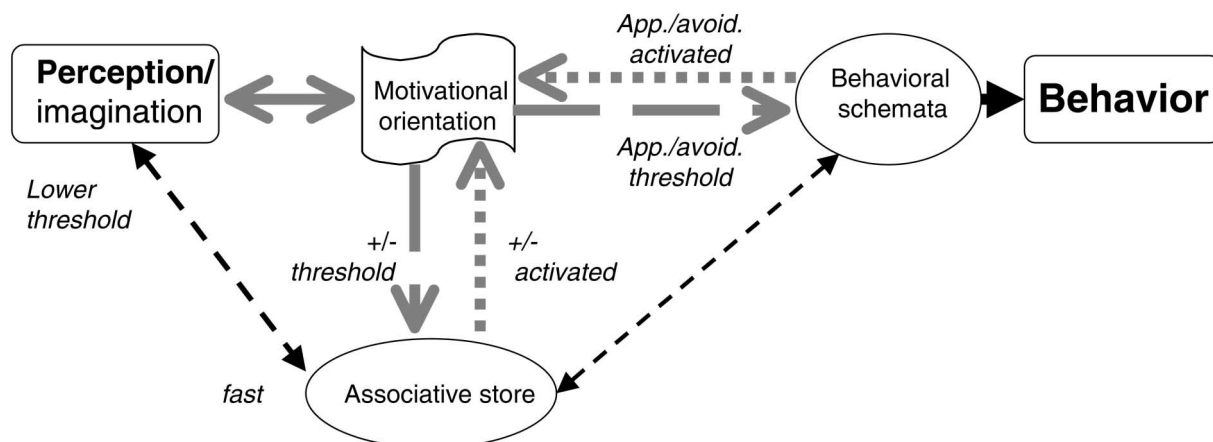 Perception/
imagination
Motivational
orientation
App./avoid.
activated
App./avoid.
threshold
Behavioral
schemata
Behavior
Lower
threshold
+/-
threshold
+/-
activated
fast
Associative store